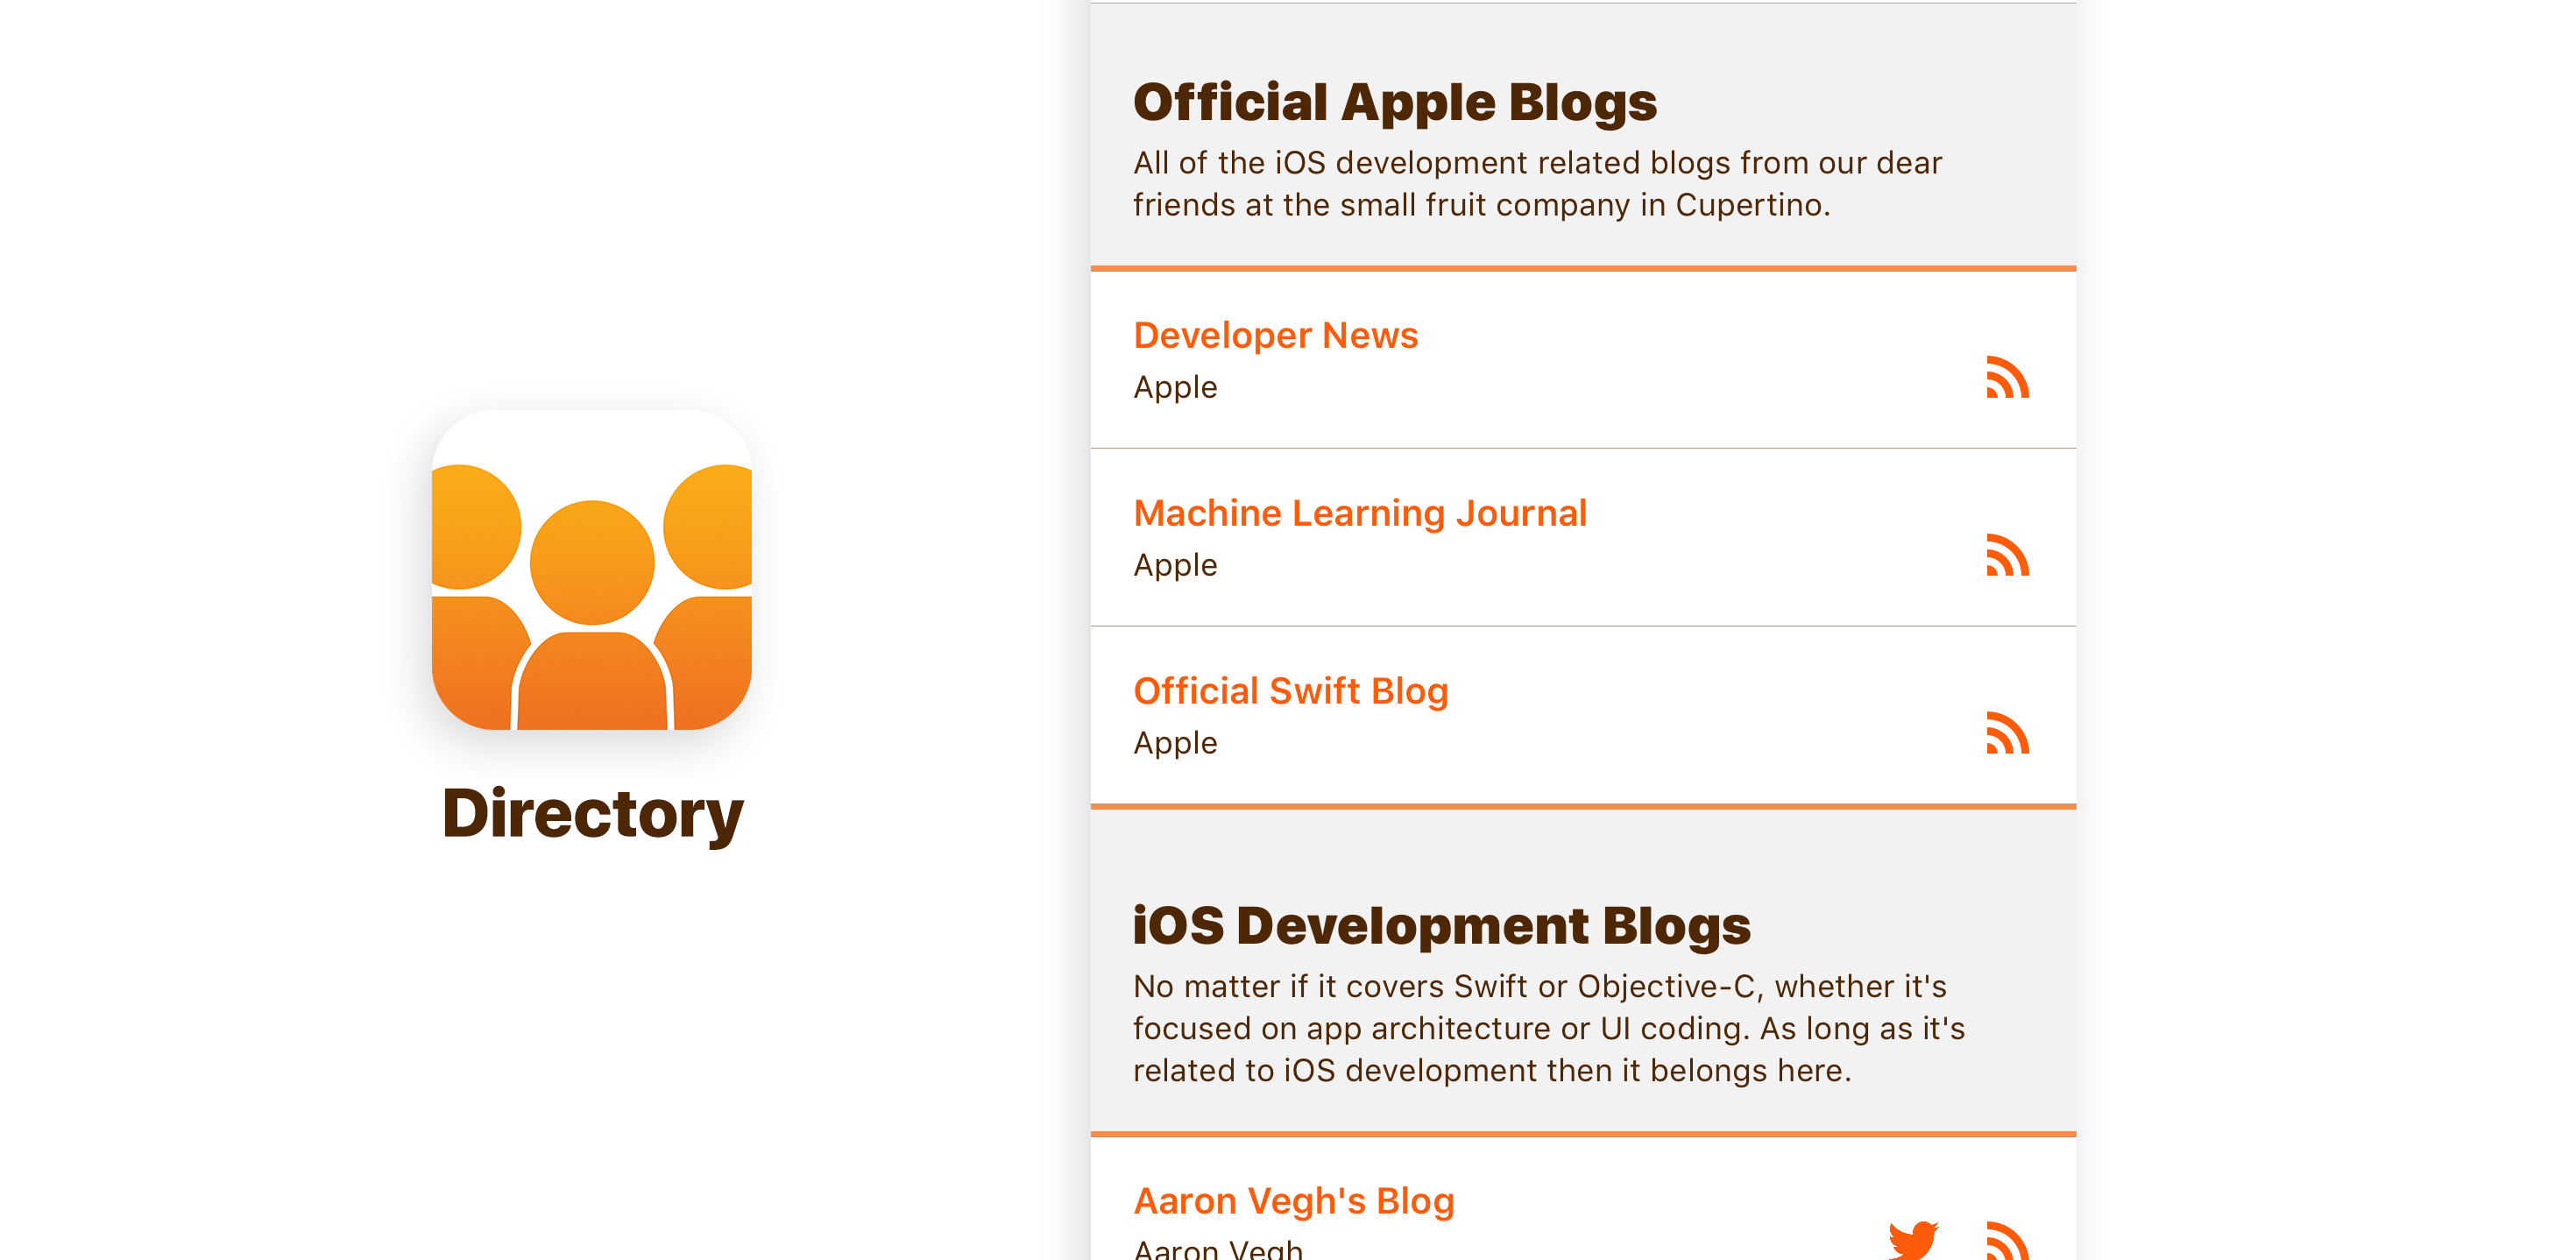 Directory
Official Apple Blogs
All of the iOS development related blogs from our dear
friends at the small fruit company in Cupertino.
Developer News
Apple
Machine Learning Journal
Apple
Official Swift Blog
Apple
iOS Development Blogs
No matter if it covers Swift or Objective-C, whether it's
focused on app architecture or UI coding. As long as it's
related to iOS development then it belongs here.
Aaron Vegh's Blog
Aaron Vegh